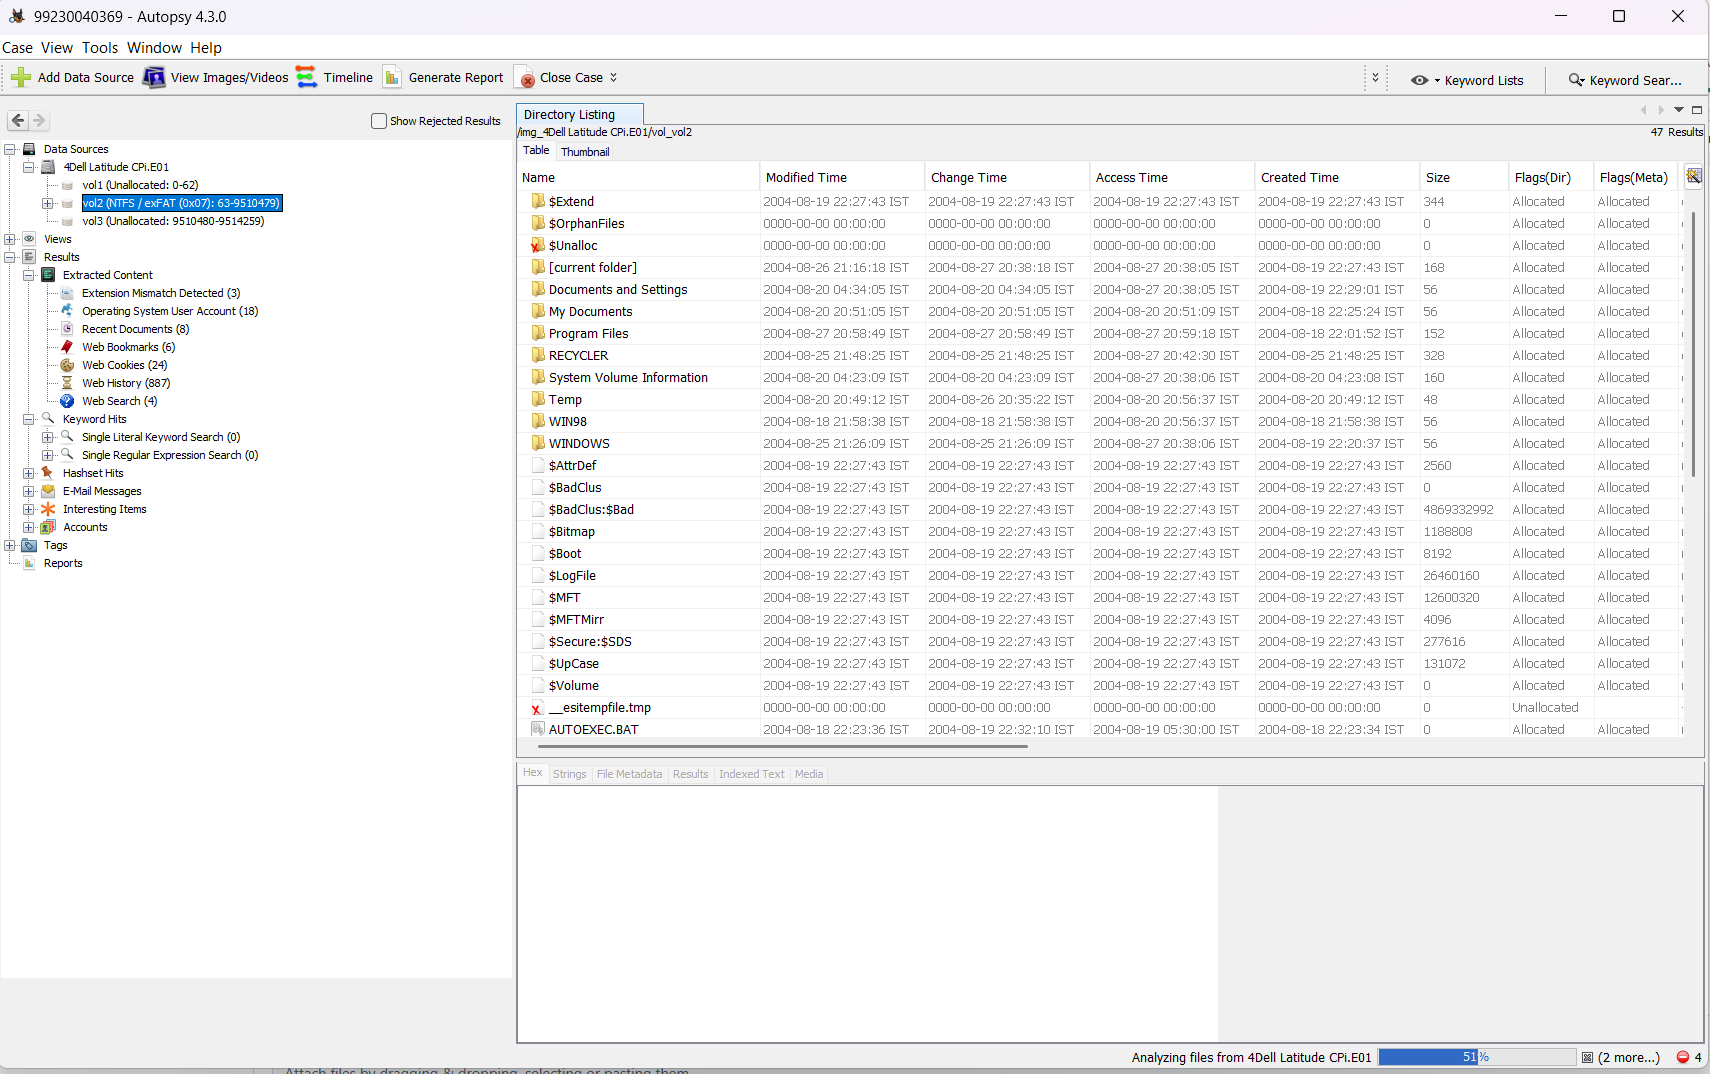 99230040369 - Autopsy 4.3.0
Case View Tools Window Help
Add Data Source View Images/Videos Timeline Generate Report Close Case Keyword Lists Keyword Sear...
Show Rejected Results
Data Sources
4Dell Latitude CPi.E01
vol1 (Unallocated: 0-62)
vol2 (NTFS / exFAT (0x07): 63-9510479)
vol3 (Unallocated: 9510480-9514259)
Views
Results
Extracted Content
Extension Mismatch Detected (3)
Operating System User Account (18)
Recent Documents (8)
Web Bookmarks (6)
Web Cookies (24)
Web History (887)
Web Search (4)
Keyword Hits
Single Literal Keyword Search (0)
Single Regular Expression Search (0)
Hashset Hits
E-Mail Messages
Interesting Items
Accounts
Tags
Reports
Directory Listing
/img_4Dell Latitude CPi.E01/vol_vol2 47 Results
Table Thumbnail
Name Modified Time Change Time Access Time Created Time Size Flags(Dir) Flags(Meta)
$Extend 2004-08-19 22:27:43 IST 2004-08-19 22:27:43 IST 2004-08-19 22:27:43 IST 2004-08-19 22:27:43 IST 344 Allocated Allocated
$OrphanFiles 0000-00-00 00:00:00 0000-00-00 00:00:00 0000-00-00 00:00:00 0000-00-00 00:00:00 0 Allocated Allocated
$Unalloc 0000-00-00 00:00:00 0000-00-00 00:00:00 0000-00-00 00:00:00 0000-00-00 00:00:00 0 Allocated Allocated
[current folder] 2004-08-26 21:16:18 IST 2004-08-27 20:38:18 IST 2004-08-27 20:38:05 IST 2004-08-19 22:27:43 IST 168 Allocated Allocated
Documents and Settings 2004-08-20 04:34:05 IST 2004-08-20 04:34:05 IST 2004-08-27 20:38:05 IST 2004-08-19 22:29:01 IST 56 Allocated Allocated
My Documents 2004-08-20 20:51:05 IST 2004-08-20 20:51:05 IST 2004-08-20 20:51:09 IST 2004-08-18 22:25:24 IST 56 Allocated Allocated
Program Files 2004-08-27 20:58:49 IST 2004-08-27 20:58:49 IST 2004-08-27 20:59:18 IST 2004-08-18 22:01:52 IST 152 Allocated Allocated
RECYCLER 2004-08-25 21:48:25 IST 2004-08-25 21:48:25 IST 2004-08-27 20:42:30 IST 2004-08-25 21:48:25 IST 328 Allocated Allocated
System Volume Information 2004-08-20 04:23:09 IST 2004-08-20 04:23:09 IST 2004-08-27 20:38:06 IST 2004-08-20 04:23:08 IST 160 Allocated Allocated
Temp 2004-08-20 20:49:12 IST 2004-08-26 20:35:22 IST 2004-08-20 20:56:37 IST 2004-08-20 20:49:12 IST 48 Allocated Allocated
WIN98 2004-08-18 21:58:38 IST 2004-08-18 21:58:38 IST 2004-08-20 20:56:37 IST 2004-08-18 21:58:38 IST 56 Allocated Allocated
WINDOWS 2004-08-25 21:26:09 IST 2004-08-25 21:26:09 IST 2004-08-27 20:38:06 IST 2004-08-19 22:20:37 IST 56 Allocated Allocated
$AttrDef 2004-08-19 22:27:43 IST 2004-08-19 22:27:43 IST 2004-08-19 22:27:43 IST 2004-08-19 22:27:43 IST 2560 Allocated Allocated
$BadClus 2004-08-19 22:27:43 IST 2004-08-19 22:27:43 IST 2004-08-19 22:27:43 IST 2004-08-19 22:27:43 IST 0 Allocated Allocated
$BadClus:$Bad 2004-08-19 22:27:43 IST 2004-08-19 22:27:43 IST 2004-08-19 22:27:43 IST 2004-08-19 22:27:43 IST 4869332992 Allocated Allocated
$Bitmap 2004-08-19 22:27:43 IST 2004-08-19 22:27:43 IST 2004-08-19 22:27:43 IST 2004-08-19 22:27:43 IST 1188808 Allocated Allocated
$Boot 2004-08-19 22:27:43 IST 2004-08-19 22:27:43 IST 2004-08-19 22:27:43 IST 2004-08-19 22:27:43 IST 8192 Allocated Allocated
$LogFile 2004-08-19 22:27:43 IST 2004-08-19 22:27:43 IST 2004-08-19 22:27:43 IST 2004-08-19 22:27:43 IST 26460160 Allocated Allocated
$MFT 2004-08-19 22:27:43 IST 2004-08-19 22:27:43 IST 2004-08-19 22:27:43 IST 2004-08-19 22:27:43 IST 12600320 Allocated Allocated
$MFTMirr 2004-08-19 22:27:43 IST 2004-08-19 22:27:43 IST 2004-08-19 22:27:43 IST 2004-08-19 22:27:43 IST 4096 Allocated Allocated
$Secure:$SDS 2004-08-19 22:27:43 IST 2004-08-19 22:27:43 IST 2004-08-19 22:27:43 IST 2004-08-19 22:27:43 IST 277616 Allocated Allocated
$UpCase 2004-08-19 22:27:43 IST 2004-08-19 22:27:43 IST 2004-08-19 22:27:43 IST 2004-08-19 22:27:43 IST 131072 Allocated Allocated
$Volume 2004-08-19 22:27:43 IST 2004-08-19 22:27:43 IST 2004-08-19 22:27:43 IST 2004-08-19 22:27:43 IST 0 Allocated Allocated
__esitempfile.tmp 0000-00-00 00:00:00 0000-00-00 00:00:00 0000-00-00 00:00:00 0000-00-00 00:00:00 0 Unallocated
AUTOEXEC.BAT 2004-08-18 22:23:36 IST 2004-08-19 22:32:10 IST 2004-08-19 05:30:00 IST 2004-08-18 22:23:34 IST 0 Allocated Allocated
Hex Strings File Metadata Results Indexed Text Media
Analyzing files from 4Dell Latitude CPi.E01 51% (2 more...) 4
Attach files by dragging & dropping, selecting or pasting them